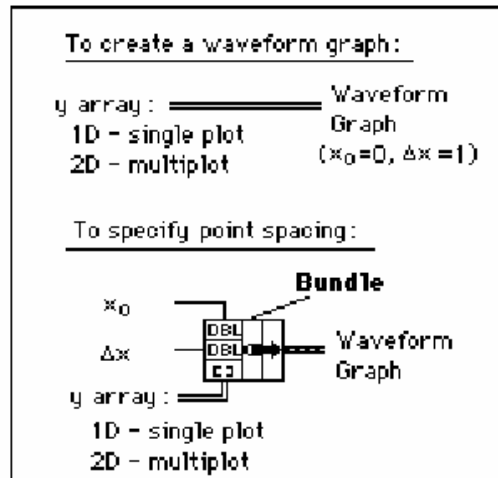 To create a waveform graph:
y array:
1D - single plot
2D - multiplot
Waveform
Graph
(x₀=0, Δx=1)
To specify point spacing:
Bundle
x₀
DBL
Δx
DBL
[ ]
y array:
1D - single plot
2D - multiplot
Waveform
Graph